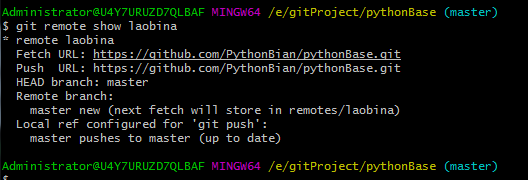 Administrator@U4Y7URUZD7QLBAF MINGW64 /e/gitProject/pythonBase (master)
$ git remote show laobina
* remote laobina
  Fetch URL: https://github.com/PythonBian/pythonBase.git
  Push  URL: https://github.com/PythonBian/pythonBase.git
  HEAD branch: master
  Remote branch:
    master new (next fetch will store in remotes/laobina)
  Local ref configured for 'git push':
    master pushes to master (up to date)
Administrator@U4Y7URUZD7QLBAF MINGW64 /e/gitProject/pythonBase (master)
$